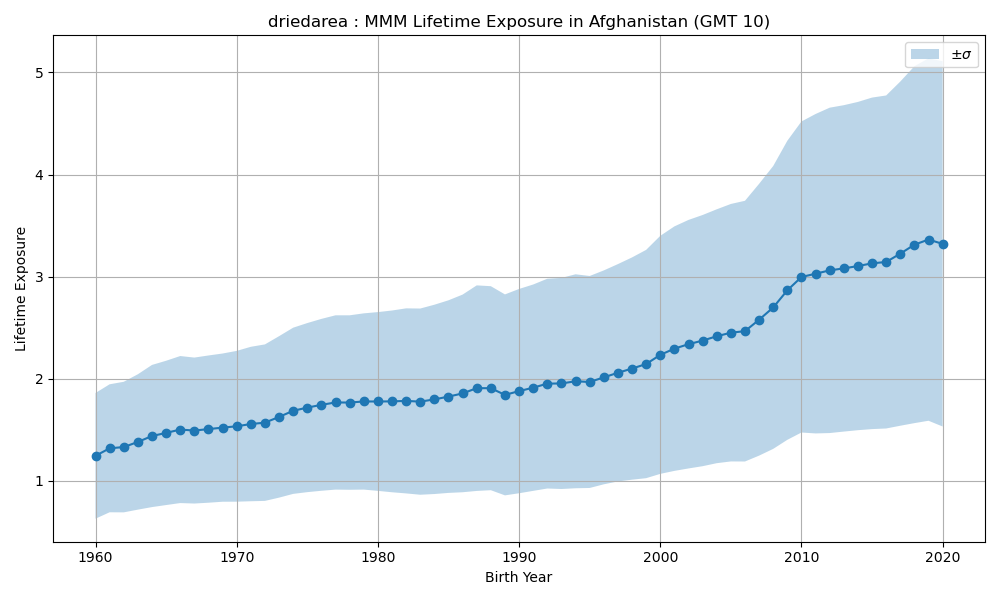 driedarea : MMM Lifetime Exposure in Afghanistan (GMT 10)
±σ
Lifetime Exposure
5
4
3
2
1
1960 1970 1980 1990 2000 2010 2020
Birth Year